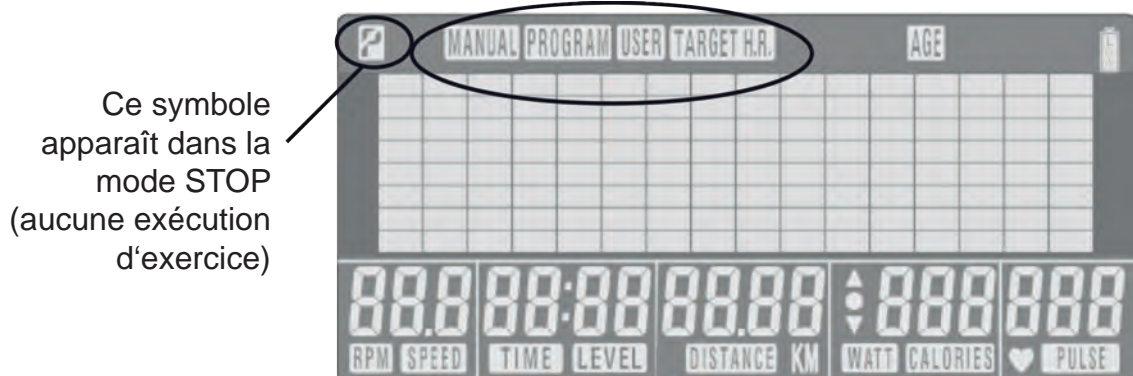 P MANUAL PROGRAM USER TARGET H.R. AGE
Ce symbole
apparaît dans la
mode STOP
(aucune exécution
d‘exercice)
88.8 88:88 88.88 888 888
RPM SPEED TIME LEVEL DISTANCE KM WATT CALORIES PULSE